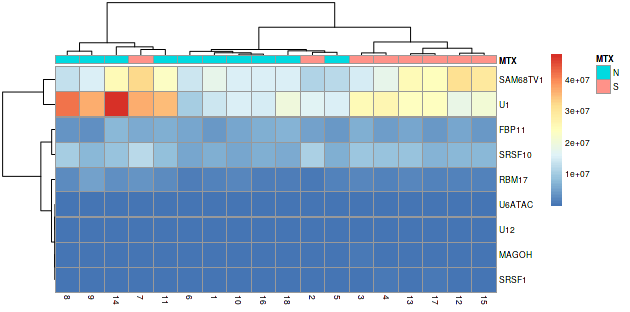 MTX
SAM68TV1
U1
FBP11
SRSF10
RBM17
U6ATAC
U12
MAGOH
SRSF1
8 9 14 7 11 6 1 10 16 18 2 5 3 4 13 17 12 15
4e+07
3e+07
2e+07
1e+07
MTX
N
S